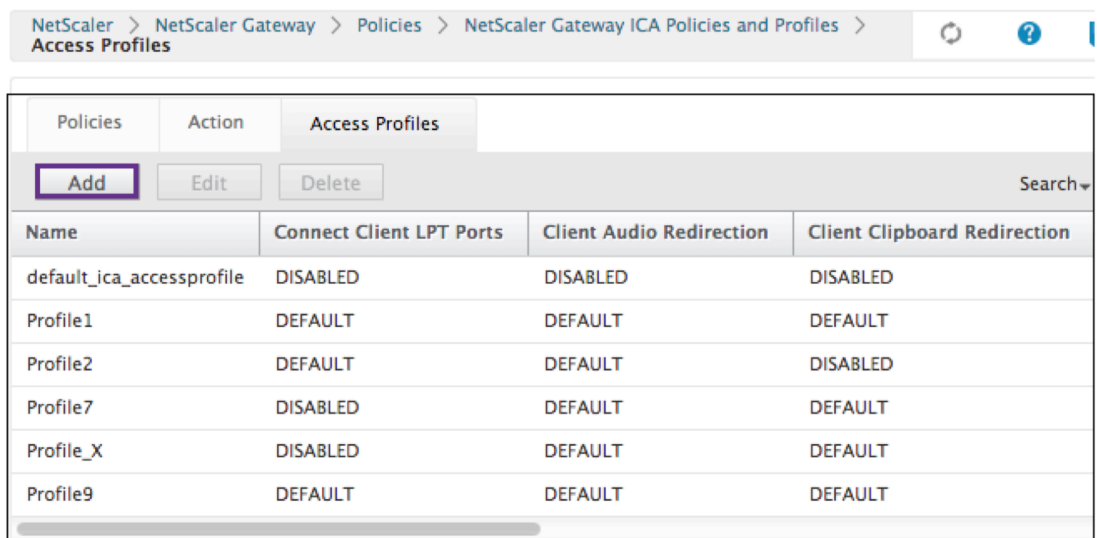 NetScaler > NetScaler Gateway > Policies > NetScaler Gateway ICA Policies and Profiles >
Access Profiles
Policies Action Access Profiles
Add Edit Delete Search
Name Connect Client LPT Ports Client Audio Redirection Client Clipboard Redirection
default_ica_accessprofile DISABLED DISABLED DISABLED
Profile1 DEFAULT DEFAULT DEFAULT
Profile2 DEFAULT DEFAULT DISABLED
Profile7 DISABLED DEFAULT DEFAULT
Profile_X DISABLED DEFAULT DEFAULT
Profile9 DEFAULT DEFAULT DEFAULT